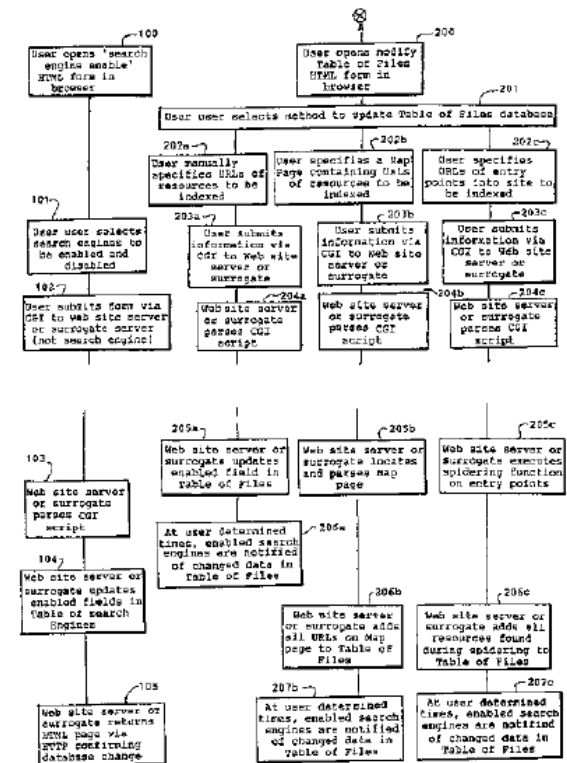 100
User opens 'search
engine enable'
HTML form in
browser
200
User opens modify
Table of Files
HTML form in
browser
201
User user selects method to update Table of Files database
202a
User manually
specified URLs of
resources to be
indexed
202b
User specifies a Map
Page containing URLs
of resources to be
indexed
202c
User specifies
URLs of entry
points into site to
be indexed
101
User user selects
search engines to
be enabled and
disabled
203a
User submits
information via
CGI to Web site
server or
surrogate
203b
User submits
information via
CGI to Web site
server or
surrogate
203c
User submits
information via
CGI to Web site
server or
surrogate
102
User submits form via
CGI to web site server
or surrogate server
(not search engine)
204a
Web site server
or surrogate
parses CGI
script
204b
Web site server
or surrogate
parses CGI
script
204c
Web site server
or surrogate
parses CGI
script
103
Web site server
or surrogate
parses CGI
script
205a
Web site server or
surrogate updates
enabled field in
Table of Files
205b
Web site server or
surrogate locates
and parses map
page
205c
Web site server or
surrogate executes
spidering function
on entry points
206a
At user determined
times, enabled search
engines are notified
of changed data in
Table of Files
104
Web site server or
surrogate updates
enabled fields in
Table of search
Engines
206b
Web site server
or surrogate adds
all URLs on Map
page to Table of
Files
206c
Web site server or
surrogate adds all
resources found
during spidering to
Table of Files
105
Web site server or
surrogate returns
HTML page via
HTTP confirming
database change
207b
At user determined
times, enabled search
engines are notified
of changed data in
Table of Files
207c
At user determined
times, enabled search
engines are notified
of changed data in
Table of Files